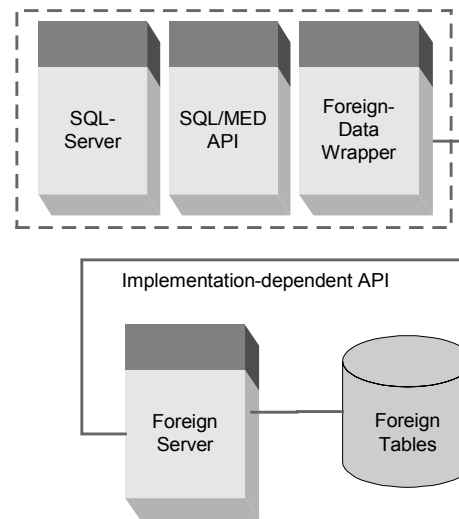 SQL-
Server
SQL/MED
API
Foreign-
Data
Wrapper
Implementation-dependent API
Foreign
Server
Foreign
Tables